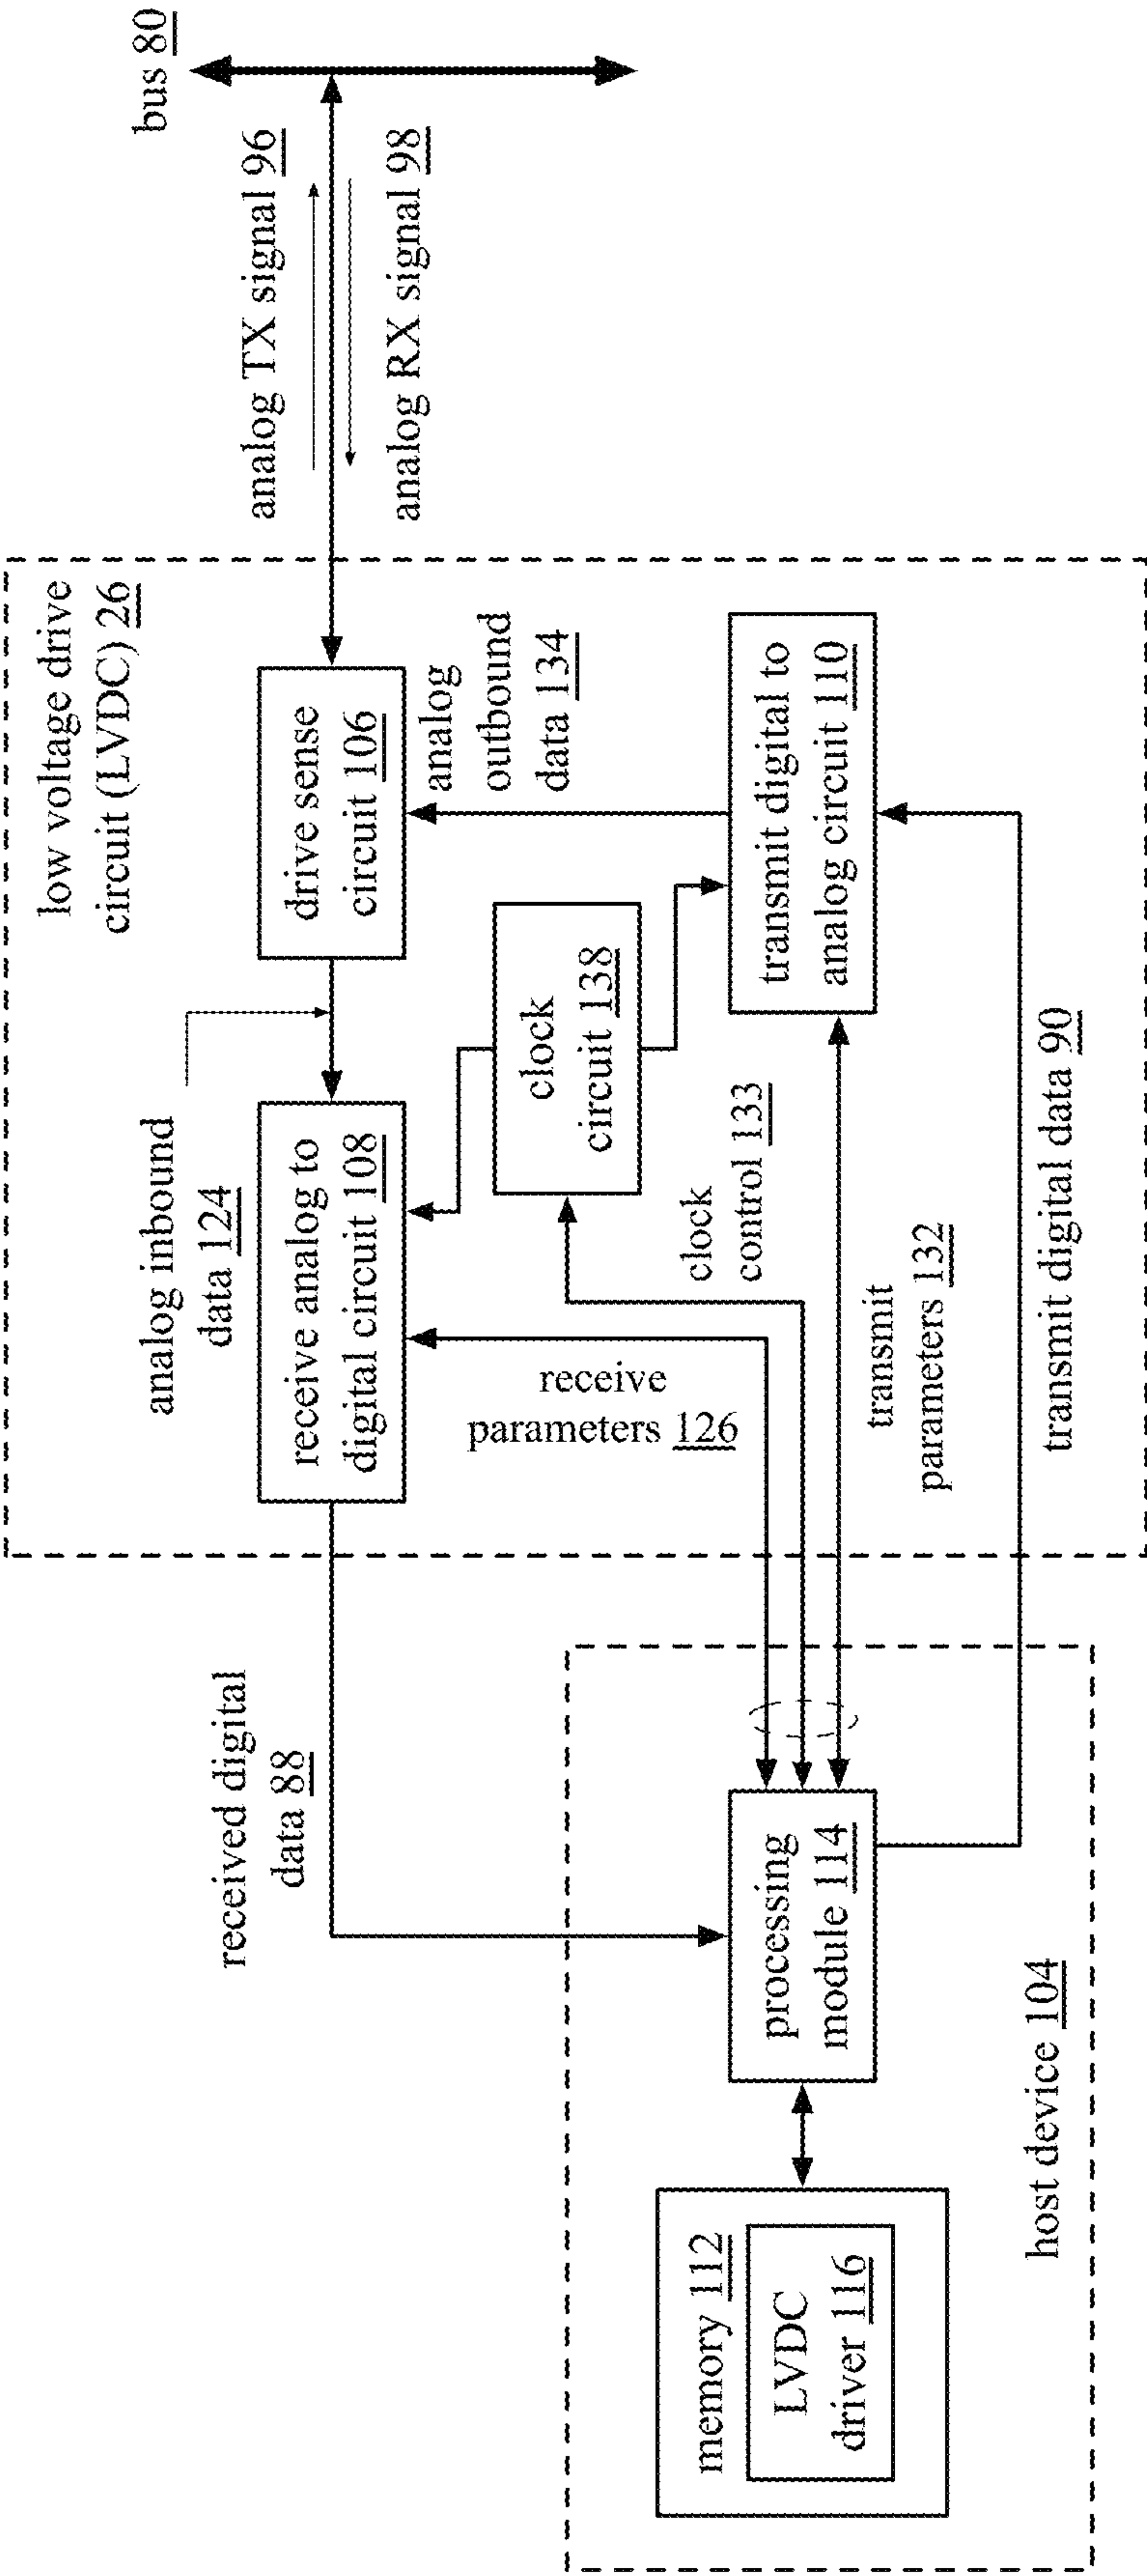 low voltage drive
circuit (LVDC) 26
bus 80
analog TX signal 96
analog RX signal 98
received digital
data 88
analog inbound
data 124
receive analog to
digital circuit 108
drive sense
circuit 106
analog
outbound
data 134
clock
circuit 138
receive
parameters 126
clock
control 133
memory 112
LVDC
driver 116
processing
module 114
transmit
parameters 132
transmit digital to
analog circuit 110
host device 104
transmit digital data 90